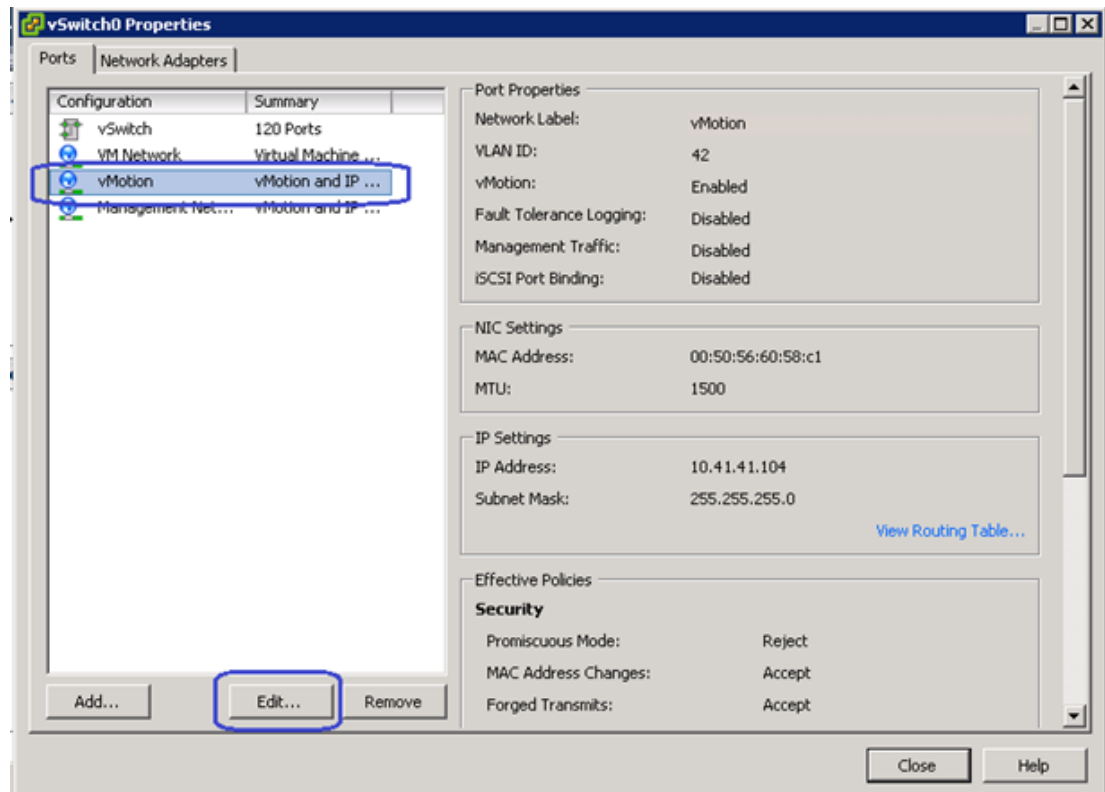 vSwitch0 Properties
Ports Network Adapters
Configuration Summary
vSwitch 120 Ports
VM Network Virtual Machine ...
vMotion vMotion and IP ...
Management Net... vMotion and IP ...
Add... Edit... Remove
Port Properties
Network Label: vMotion
VLAN ID: 42
vMotion: Enabled
Fault Tolerance Logging: Disabled
Management Traffic: Disabled
iSCSI Port Binding: Disabled
NIC Settings
MAC Address: 00:50:56:60:58:c1
MTU: 1500
IP Settings
IP Address: 10.41.41.104
Subnet Mask: 255.255.255.0
View Routing Table...
Effective Policies
Security
Promiscuous Mode: Reject
MAC Address Changes: Accept
Forged Transmits: Accept
Close Help